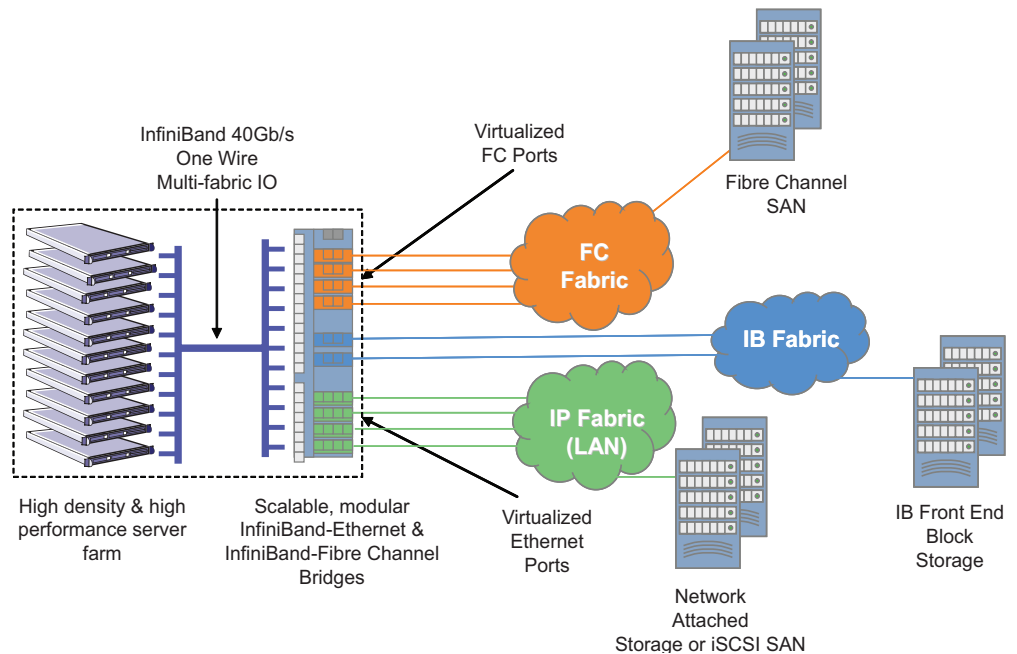 InfiniBand 40Gb/s
One Wire
Multi-fabric IO
Virtualized
FC Ports
Fibre Channel
SAN
FC
Fabric
IB Fabric
IP Fabric
(LAN)
High density & high
performance server
farm
Scalable, modular
InfiniBand-Ethernet &
InfiniBand-Fibre Channel
Bridges
Virtualized
Ethernet
Ports
IB Front End
Block
Storage
Network
Attached
Storage or iSCSI SAN